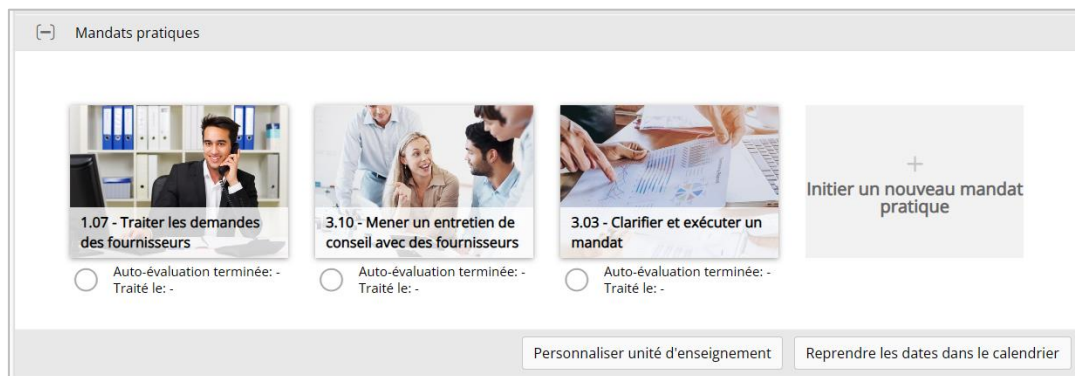 Mandats pratiques
1.07 - Traiter les demandes
des fournisseurs
Auto-évaluation terminée: -
Traité le: -
3.10 - Mener un entretien de
conseil avec des fournisseurs
Auto-évaluation terminée: -
Traité le: -
3.03 - Clarifier et exécuter un
mandat
Auto-évaluation terminée: -
Traité le: -
Initier un nouveau mandat
pratique
Personnaliser unité d'enseignement
Reprendre les dates dans le calendrier